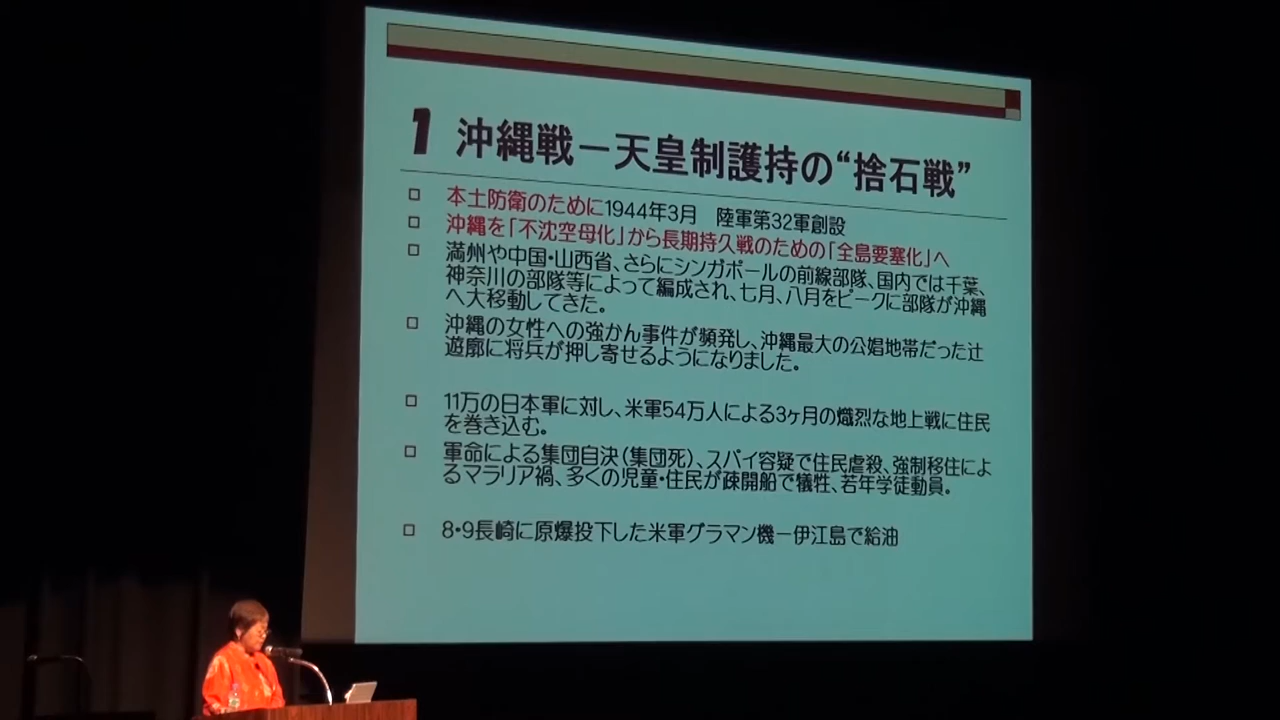 1 沖縄戦－天皇制護持の“捨石戦”
本土防衛のために1944年3月 陸軍第32軍創設
沖縄を「不沈空母化」から長期持久戦のための「全島要塞化」へ
満州や中国・山西省、さらにシンガポールの前線部隊、国内では千葉、
神奈川の部隊等によって編成され、七月、八月をピークに部隊が沖縄
へ大移動してきた。
沖縄の女性への強かん事件が頻発し、沖縄最大の公娼地帯だった辻
遊廓に将兵が押し寄せるようになりました。
11万の日本軍に対し、米軍54万人による3ヶ月の熾烈な地上戦に住民
を巻き込む。
軍命による集団自決（集団死）、スパイ容疑で住民虐殺、強制移住によ
るマラリア禍、多くの児童・住民が疎開船で犠牲、若年学徒動員。
8・9長崎に原爆投下した米軍グラマン機－伊江島で給油